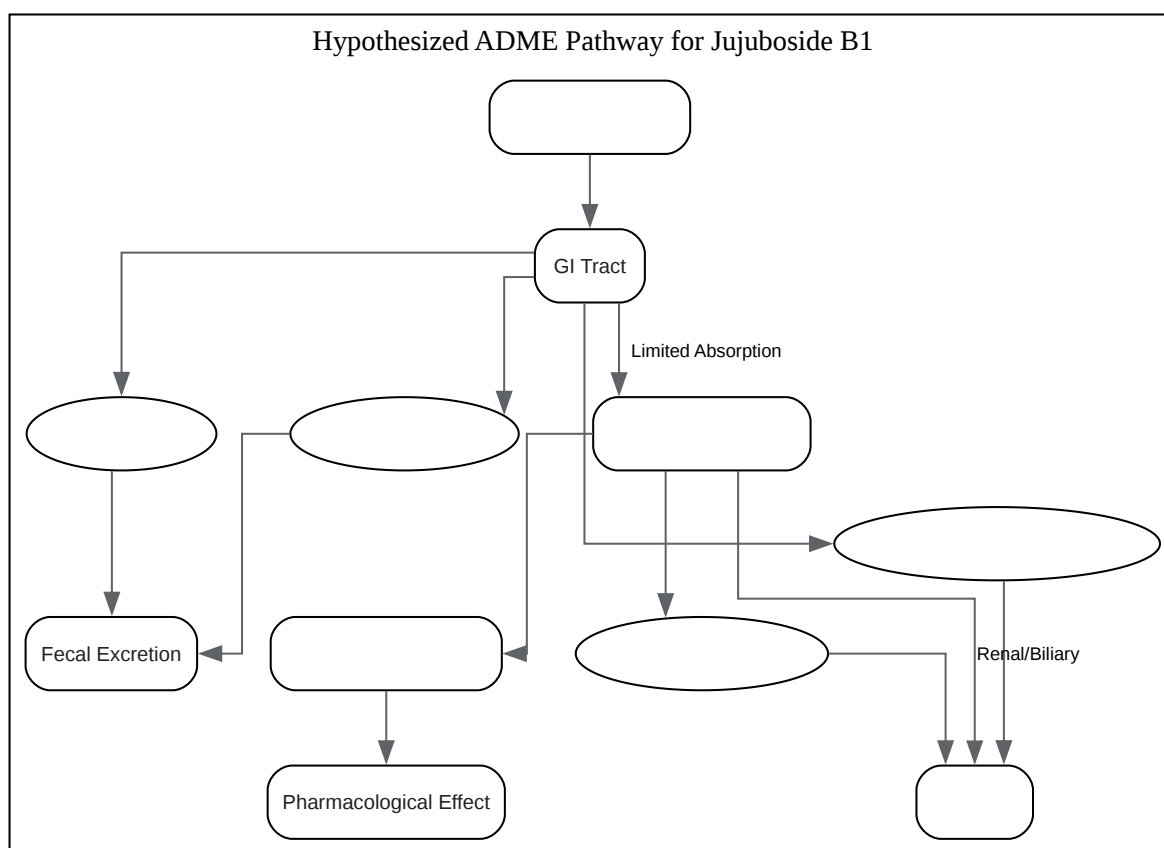 Hypothesized ADME Pathway for Jujuboside B1
GI Tract
Limited Absorption
Fecal Excretion
Renal/Biliary
Pharmacological Effect